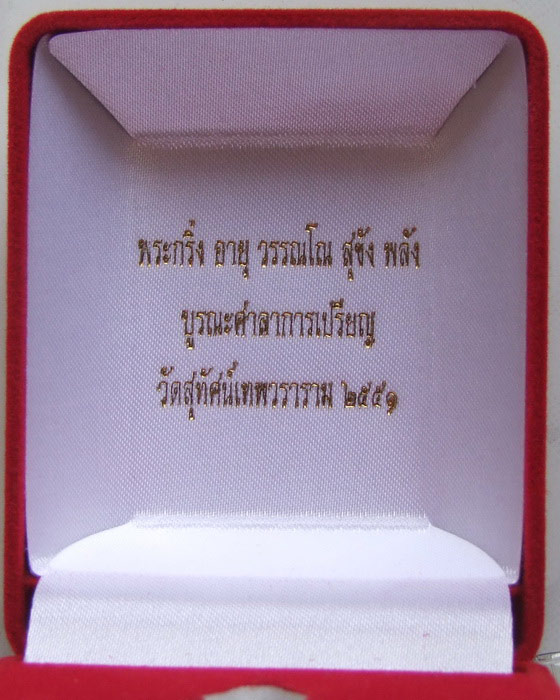 พระกริ่ง อายุ วรรณโณ สุขัง พลัง
บูรณะศาลาการเปรียญ
วัดสุทัศน์เทพวราราม ๒๕๕๑